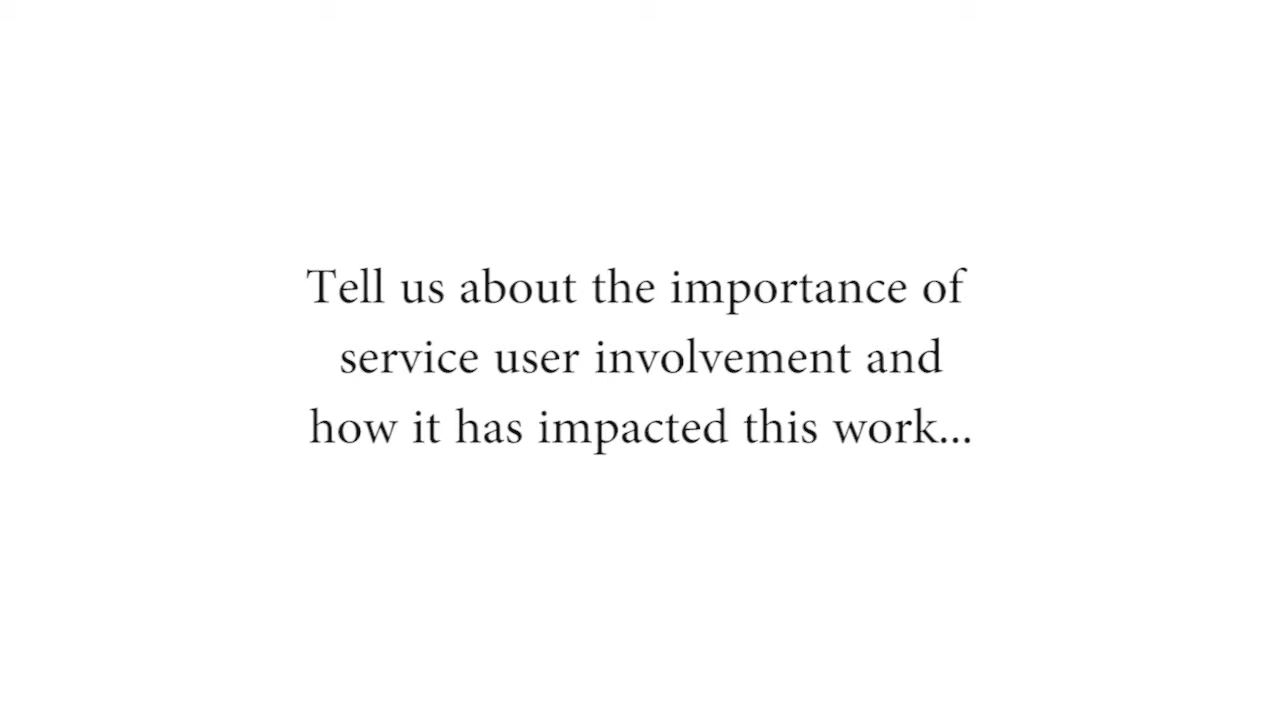 Tell us about the importance of
service user involvement and
how it has impacted this work...